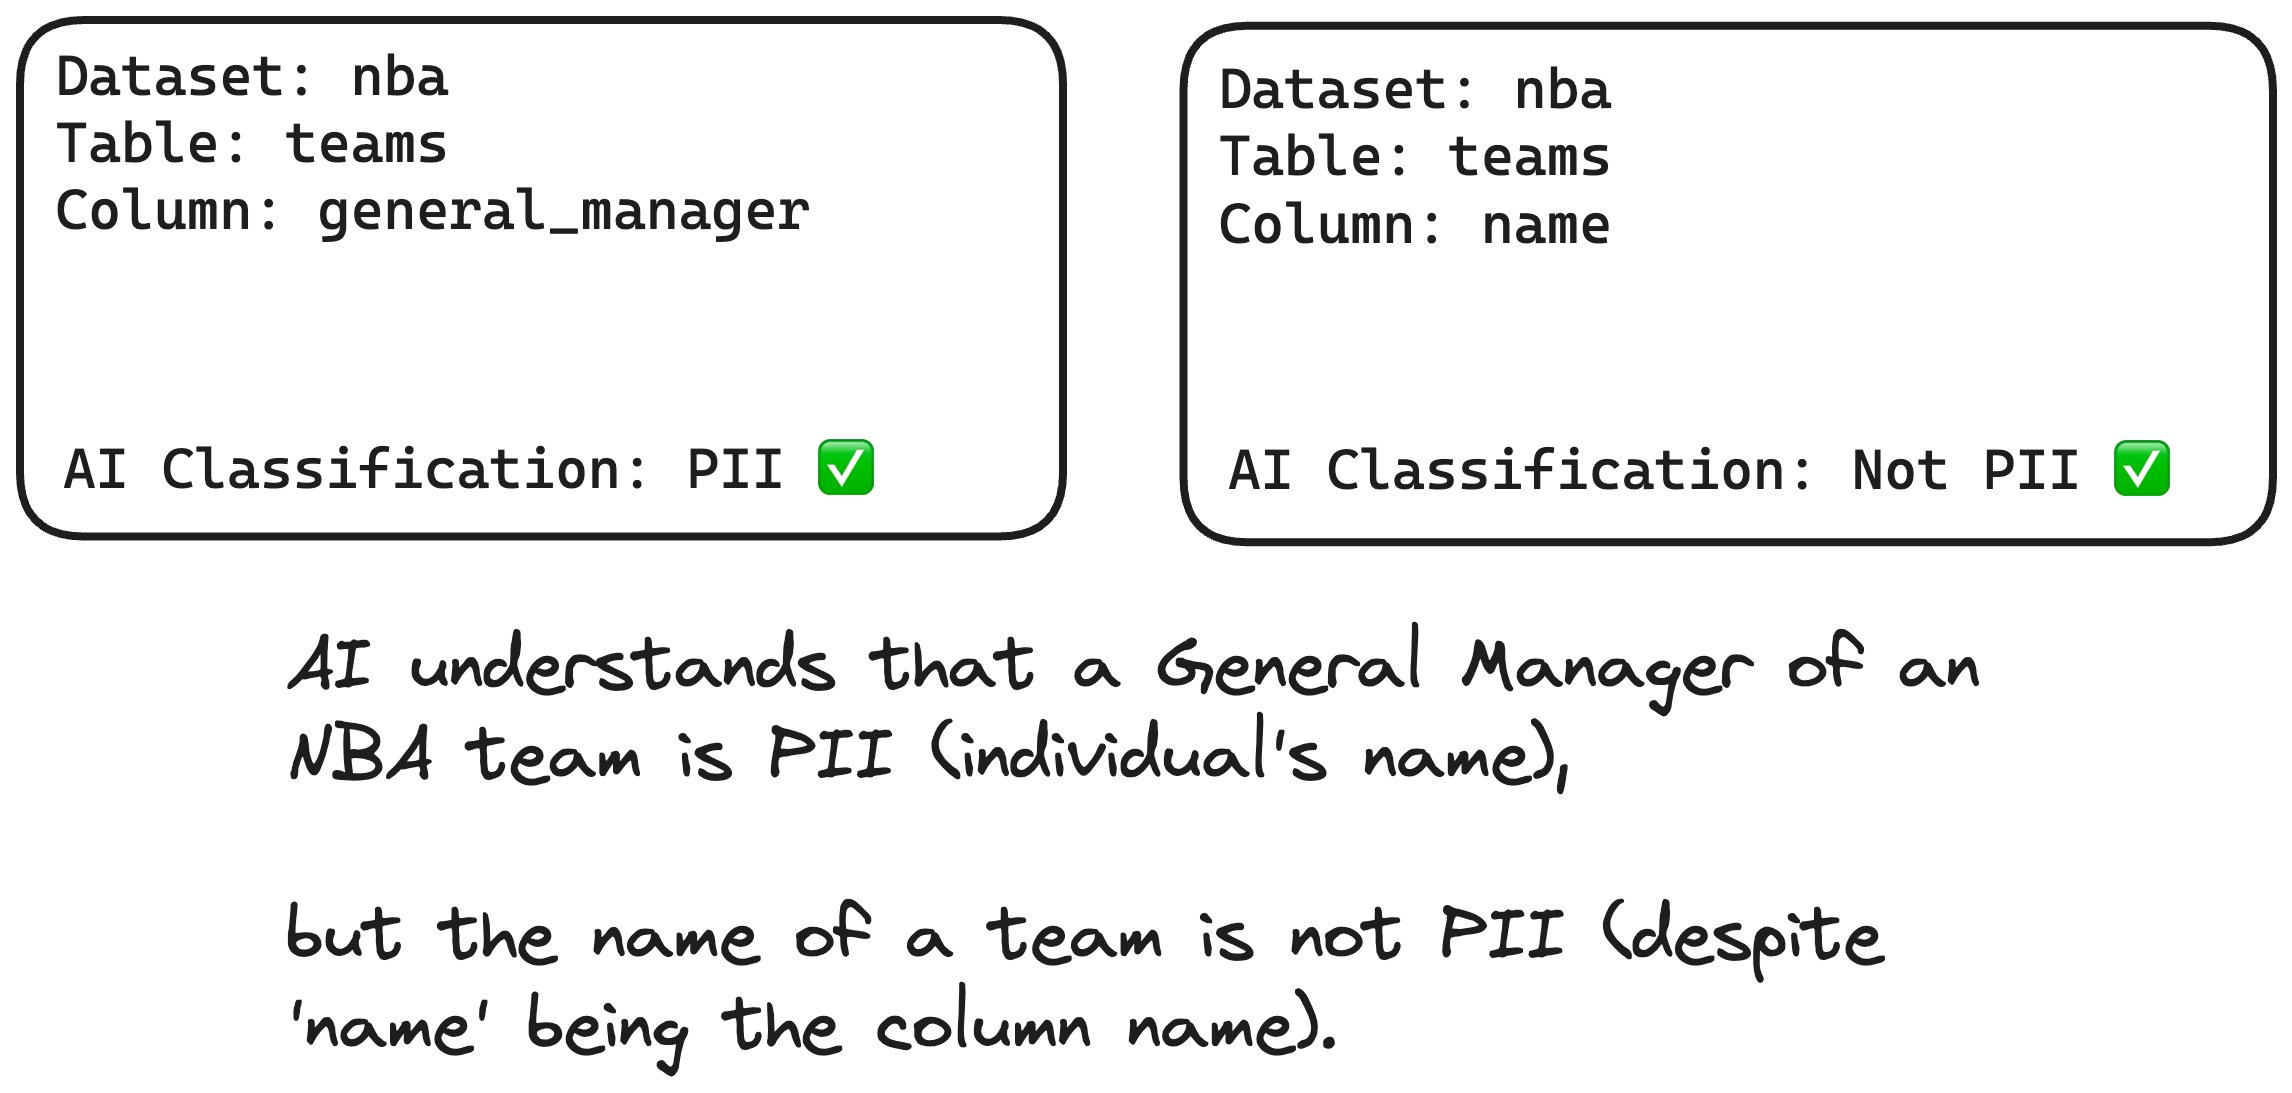 Dataset: nba
Table: teams
Column: general_manager
AI Classification: PII ✅
Dataset: nba
Table: teams
Column: name
AI Classification: Not PII ✅
AI understands that a General Manager of an
NBA team is PII (individual's name),
but the name of a team is not PII (despite
'name' being the column name).